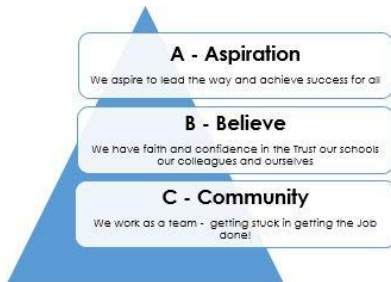 A - Aspiration
We aspire to lead the way and achieve success for all
B - Believe
We have faith and confidence in the Trust our schools
our colleagues and ourselves
C - Community
We work as a team - getting stuck in getting the Job
done!